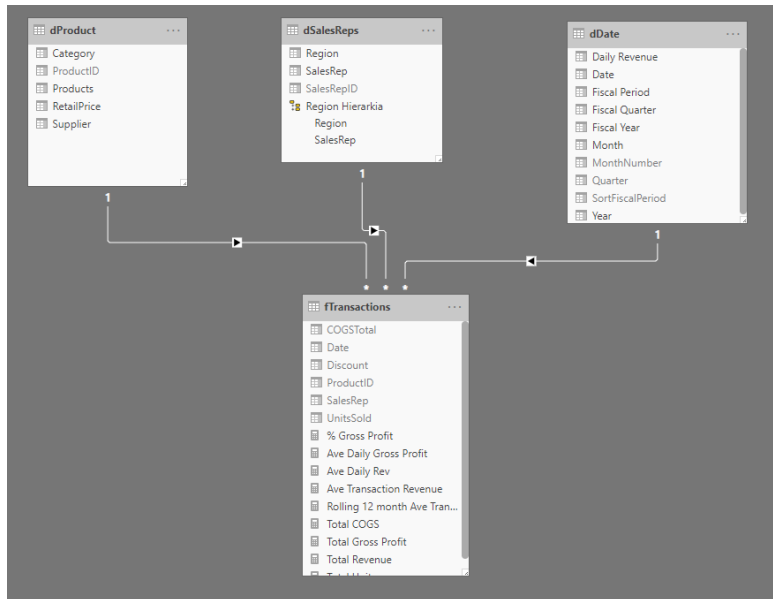 dProduct ...
Category
ProductID
Products
RetailPrice
Supplier
dSalesReps ...
Region
SalesRep
SalesRepID
Region Hierarkia
Region
SalesRep
dDate ...
Daily Revenue
Date
Fiscal Period
Fiscal Quarter
Fiscal Year
Month
MonthNumber
Quarter
SortFiscalPeriod
Year
1
1
1
* * *
fTransactions ...
COGSTotal
Date
Discount
ProductID
SalesRep
UnitsSold
% Gross Profit
Ave Daily Gross Profit
Ave Daily Rev
Ave Transaction Revenue
Rolling 12 month Ave Tran...
Total COGS
Total Gross Profit
Total Revenue